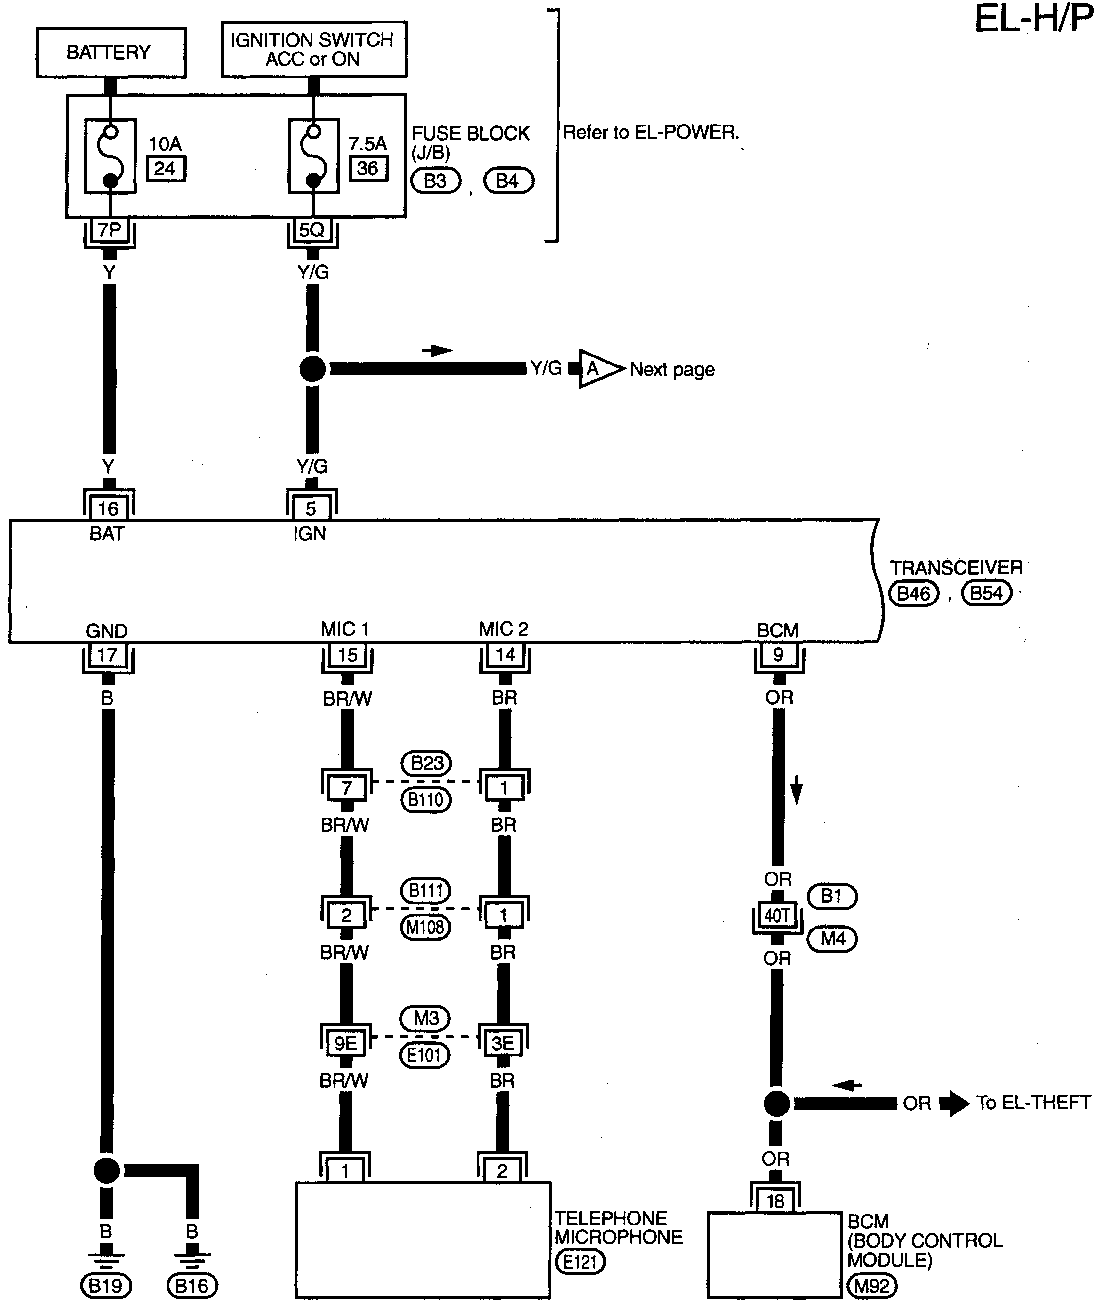 EL-H/P
BATTERY
IGNITION SWITCH
ACC or ON
10A
24
7.5A
36
FUSE BLOCK
(J/B)
B3 , B4
Refer to EL-POWER.
7P
5Q
Y
Y/G
Y/G
A
Next page
Y
Y/G
16
5
BAT
IGN
TRANSCEIVER
B46 , B54
GND
MIC 1
MIC 2
BCM
17
15
14
9
B
BR/W
BR
OR
7
B23
B110
1
BR/W
BR
OR
2
B111
M108
1
40T
B1
M4
BR/W
BR
OR
9E
M3
E101
3E
BR/W
BR
OR
To EL-THEFT
OR
1
2
18
B
B
TELEPHONE
MICROPHONE
E121
BCM
(BODY CONTROL
MODULE)
M92
B19
B16